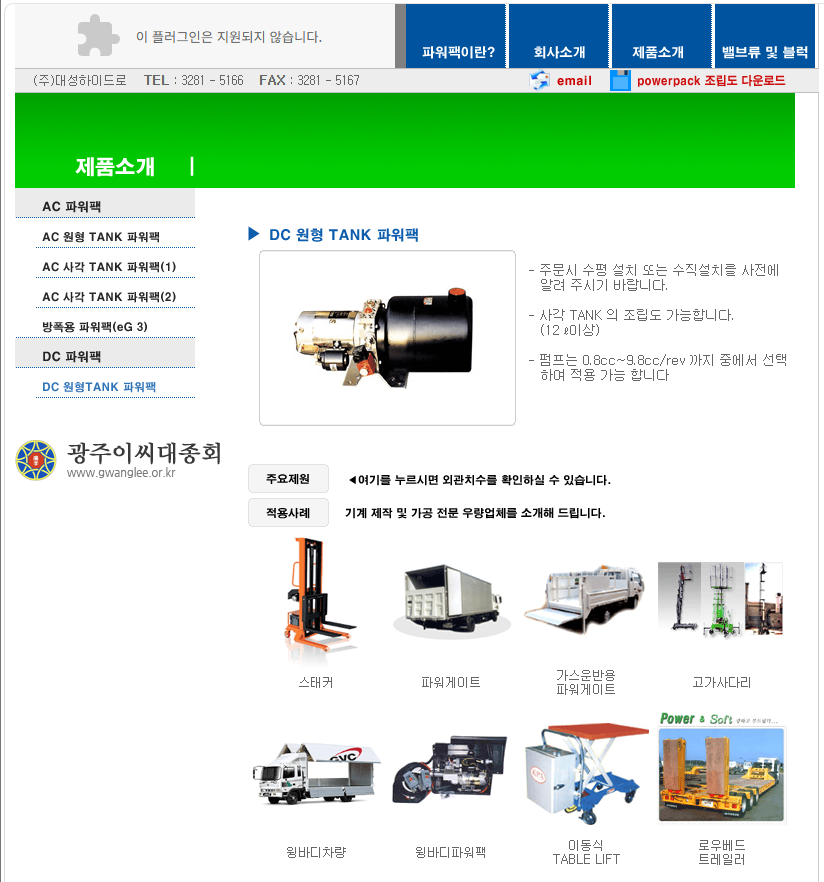 이 플러그인은 지원되지 않습니다.
파워팩이란?
회사소개
제품소개
밸브류 및 블럭
(주)대성하이드로 TEL : 3281 - 5166 FAX : 3281 - 5167
email
powerpack 조립도 다운로드
제품소개
AC 파워팩
AC 원형 TANK 파워팩
AC 사각 TANK 파워팩(1)
AC 사각 TANK 파워팩(2)
방폭용 파워팩(eG 3)
DC 파워팩
DC 원형TANK 파워팩
광주이씨대종회
www.gwanglee.or.kr
▶ DC 원형 TANK 파워팩
- 주문시 수평 설치 또는 수직설치를 사전에
알려 주시기 바랍니다.
- 사각 TANK 의 조립도 가능합니다.
(12 ℓ이상)
- 펌프는 0.8cc~9.8cc/rev 까지 중에서 선택
하여 적용 가능 합니다
주요제원 ◀여기를 누르시면 외관치수를 확인하실 수 있습니다.
적용사례 기계 제작 및 가공 전문 우량업체를 소개해 드립니다.
스태커
파워게이트
가스운반용
파워게이트
고가사다리
CVC
Power & Soft
윙바디차량
윙바디파워팩
이동식
TABLE LIFT
로우베드
트레일러